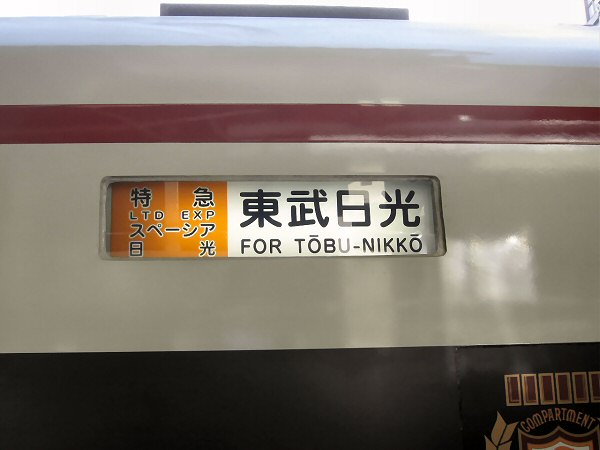 特急
LTD EXP
スペーシア
日光
東武日光
FOR TŌBU-NIKKŌ
COMPARTMENT